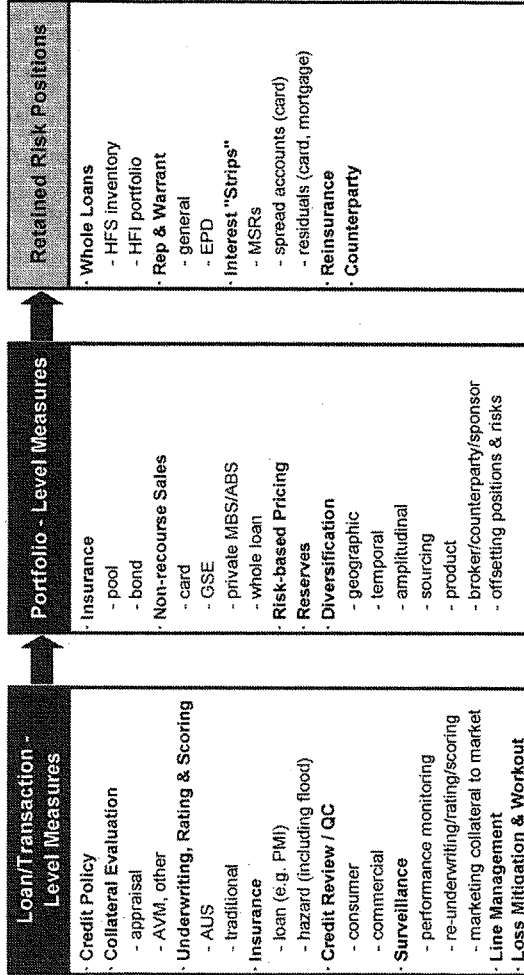 Loan/Transaction -
Level Measures
· Credit Policy
· Collateral Evaluation
- appraisal
- AVM, other
· Underwriting, Rating & Scoring
- AUS
- traditional
· Insurance
- loan (e.g. PMI)
- hazard (including flood)
· Credit Review / QC
- consumer
- commercial
Surveillance
- performance monitoring
- re-underwriting/rating/scoring
- marketing collateral to market
· Line Management
· Loss Mitigation & Workout
Portfolio - Level Measures
· Insurance
- pool
- bond
· Non-recourse Sales
- card
- GSE
- private MBS/ABS
- whole loan
· Risk-based Pricing
· Reserves
· Diversification
- geographic
- temporal
- amplitudinal
- sourcing
- product
- broker/counterparty/sponsor
- offsetting positions & risks
Retained Risk Positions
· Whole Loans
- HFS inventory
- HFI portfolio
· Rep & Warrant
- general
- EPD
· Interest "Strips"
- MSRs
- spread accounts (card)
- residuals (card, mortgage)
· Reinsurance
· Counterparty